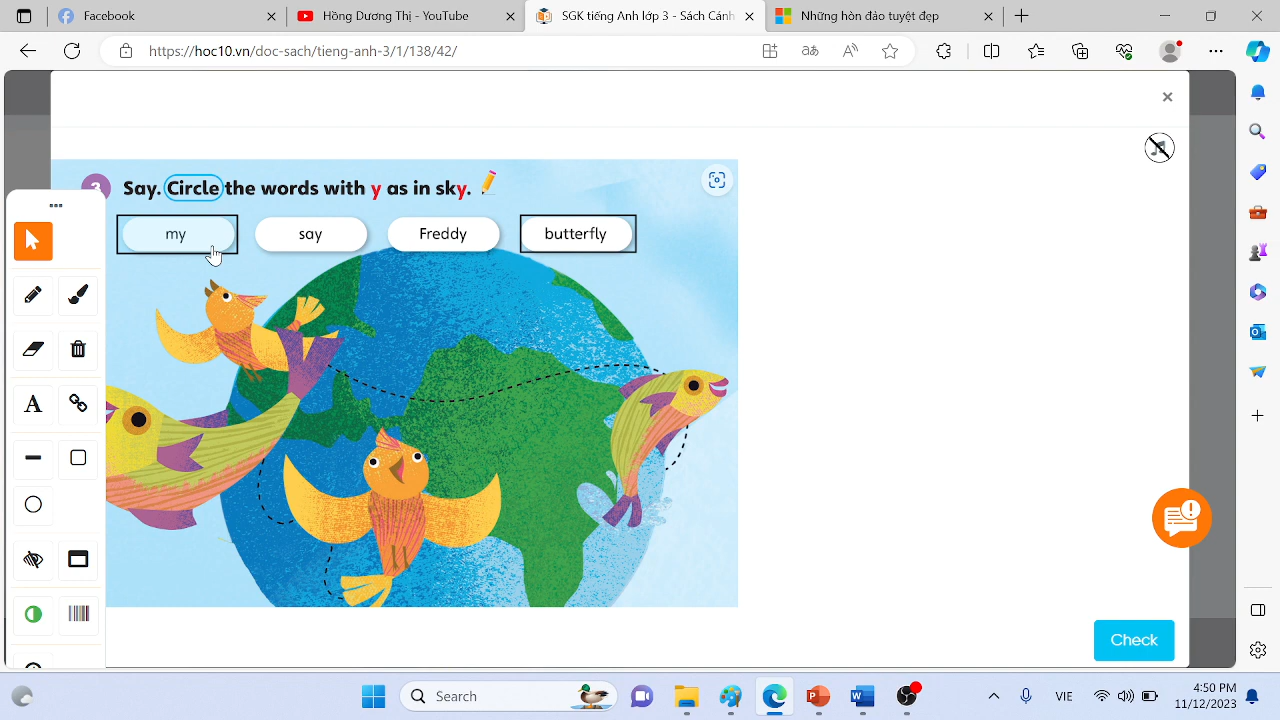 Facebook
Hồng Dương Thị - YouTube
SGK tiếng Anh lớp 3 - Sách Cánh
Những hòn đảo tuyệt đẹp
https://hoc10.vn/doc-sach/tieng-anh-3/1/138/42/
3 Say. Circle the words with y as in sky.
my say Freddy butterfly
A
Check
Search
VIE
4:50 PM
11/12/2023